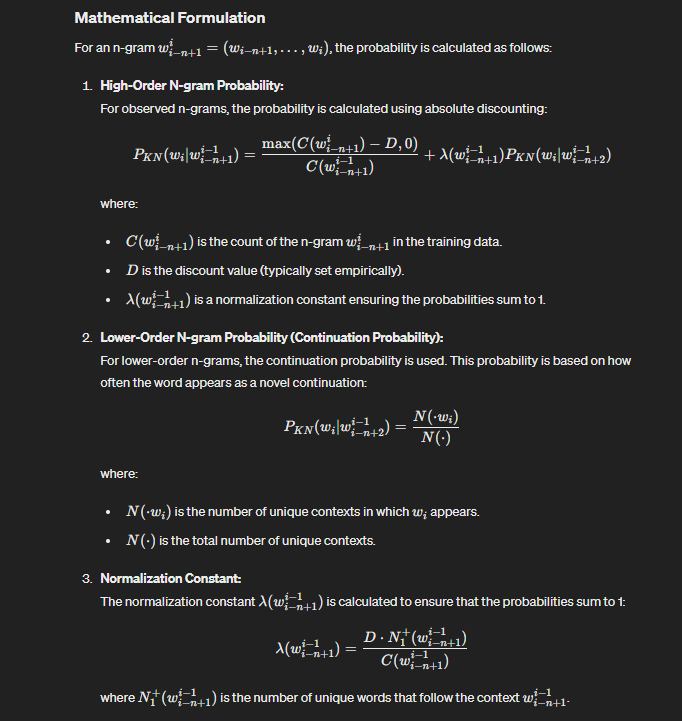 Mathematical Formulation
For an n-gram $w_{i-n+1}^{i} = (w_{i-n+1}, \ldots, w_i)$, the probability is calculated as follows:
1. High-Order N-gram Probability:
For observed n-grams, the probability is calculated using absolute discounting:
$P_{KN}(w_i|w_{i-n+1}^{i-1}) = \frac{\max(C(w_{i-n+1}^{i}) - D, 0)}{C(w_{i-n+1}^{i-1})} + \lambda(w_{i-n+1}^{i-1})P_{KN}(w_i|w_{i-n+2}^{i-1})$
where:
• $C(w_{i-n+1}^{i})$ is the count of the n-gram $w_{i-n+1}^{i}$ in the training data.
• $D$ is the discount value (typically set empirically).
• $\lambda(w_{i-n+1}^{i-1})$ is a normalization constant ensuring the probabilities sum to 1.
2. Lower-Order N-gram Probability (Continuation Probability):
For lower-order n-grams, the continuation probability is used. This probability is based on how
often the word appears as a novel continuation:
$P_{KN}(w_i|w_{i-n+2}^{i-1}) = \frac{N(\cdot w_i)}{N(\cdot)}$
where:
• $N(\cdot w_i)$ is the number of unique contexts in which $w_i$ appears.
• $N(\cdot)$ is the total number of unique contexts.
3. Normalization Constant:
The normalization constant $\lambda(w_{i-n+1}^{i-1})$ is calculated to ensure that the probabilities sum to 1:
$\lambda(w_{i-n+1}^{i-1}) = \frac{D \cdot N_1^+(w_{i-n+1}^{i-1})}{C(w_{i-n+1}^{i-1})}$
where $N_1^+(w_{i-n+1}^{i-1})$ is the number of unique words that follow the context $w_{i-n+1}^{i-1}$.